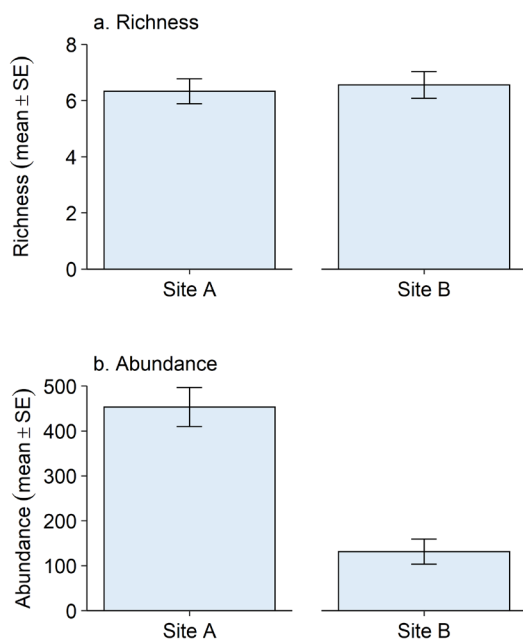 a. Richness
Richness (mean ± SE)
8
6
4
2
0
Site A
Site B
b. Abundance
Abundance (mean ± SE)
500
400
300
200
100
0
Site A
Site B